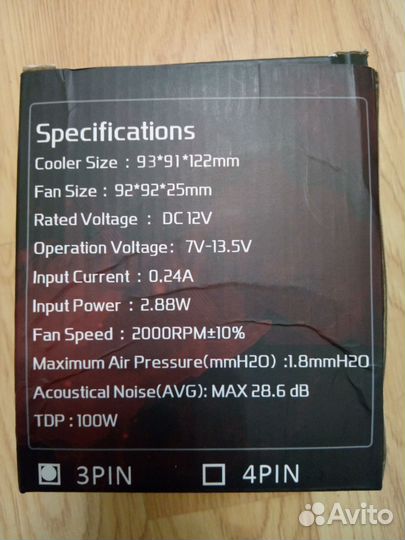 Specifications
Cooler Size : 93*91*122mm
Fan Size : 92*92*25mm
Rated Voltage : DC 12V
Operation Voltage: 7V-13.5V
Input Current : 0.24A
Input Power : 2.88W
Fan Speed : 2000RPM±10%
Maximum Air Pressure(mmH2O) :1.8mmH2O
Acoustical Noise(AVG): MAX 28.6 dB
TDP : 100W
3PIN 4PIN
Avito